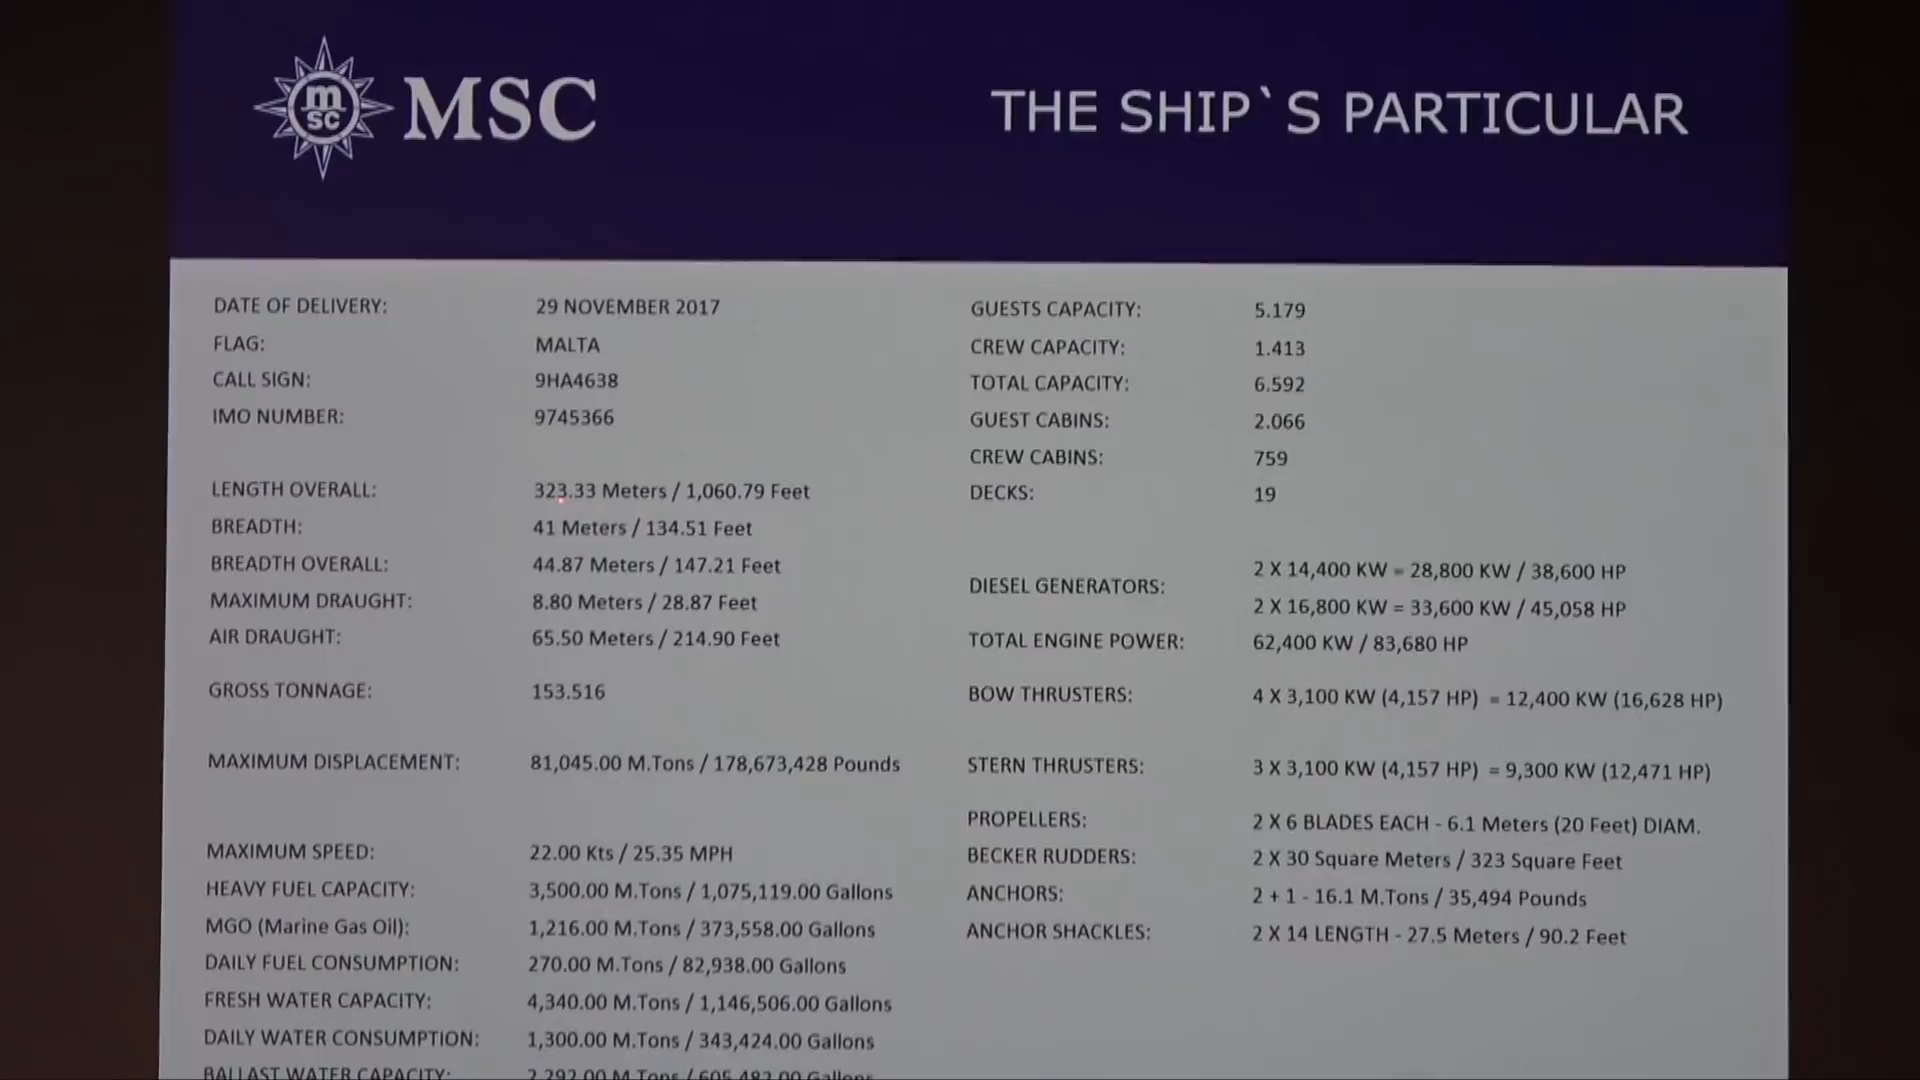 m
sc
MSC
THE SHIP`S PARTICULAR
DATE OF DELIVERY: 29 NOVEMBER 2017
FLAG: MALTA
CALL SIGN: 9HA4638
IMO NUMBER: 9745366
LENGTH OVERALL: 323.33 Meters / 1,060.79 Feet
BREADTH: 41 Meters / 134.51 Feet
BREADTH OVERALL: 44.87 Meters / 147.21 Feet
MAXIMUM DRAUGHT: 8.80 Meters / 28.87 Feet
AIR DRAUGHT: 65.50 Meters / 214.90 Feet
GROSS TONNAGE: 153.516
MAXIMUM DISPLACEMENT: 81,045.00 M.Tons / 178,673,428 Pounds
MAXIMUM SPEED: 22.00 Kts / 25.35 MPH
HEAVY FUEL CAPACITY: 3,500.00 M.Tons / 1,075,119.00 Gallons
MGO (Marine Gas Oil): 1,216.00 M.Tons / 373,558.00 Gallons
DAILY FUEL CONSUMPTION: 270.00 M.Tons / 82,938.00 Gallons
FRESH WATER CAPACITY: 4,340.00 M.Tons / 1,146,506.00 Gallons
DAILY WATER CONSUMPTION: 1,300.00 M.Tons / 343,424.00 Gallons
BALLAST WATER CAPACITY: 2,292.00 M.Tons / 605,482.00 Gallons
GUESTS CAPACITY: 5.179
CREW CAPACITY: 1.413
TOTAL CAPACITY: 6.592
GUEST CABINS: 2.066
CREW CABINS: 759
DECKS: 19
DIESEL GENERATORS: 2 X 14,400 KW = 28,800 KW / 38,600 HP
2 X 16,800 KW = 33,600 KW / 45,058 HP
TOTAL ENGINE POWER: 62,400 KW / 83,680 HP
BOW THRUSTERS: 4 X 3,100 KW (4,157 HP) = 12,400 KW (16,628 HP)
STERN THRUSTERS: 3 X 3,100 KW (4,157 HP) = 9,300 KW (12,471 HP)
PROPELLERS: 2 X 6 BLADES EACH - 6.1 Meters (20 Feet) DIAM.
BECKER RUDDERS: 2 X 30 Square Meters / 323 Square Feet
ANCHORS: 2 + 1 - 16.1 M.Tons / 35,494 Pounds
ANCHOR SHACKLES: 2 X 14 LENGTH - 27.5 Meters / 90.2 Feet